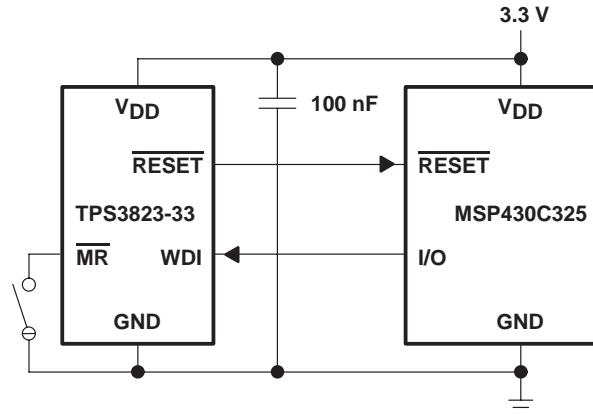 3.3 V
VDD
VDD
100 nF
RESET
RESET
TPS3823-33
MSP430C325
MR
WDI
I/O
GND
GND